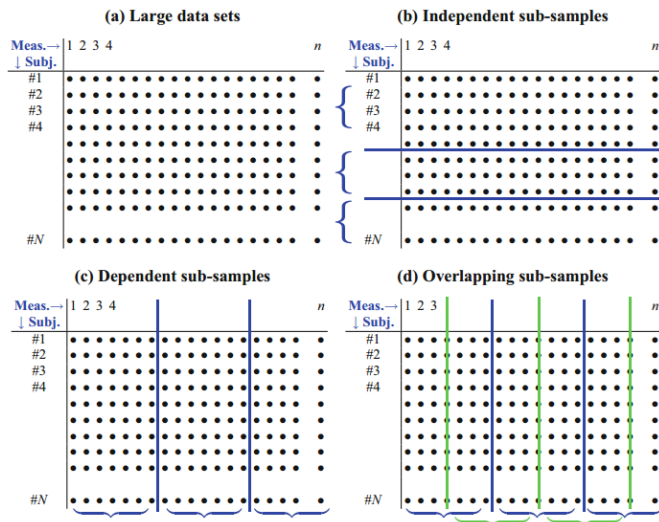 (a) Large data sets
Meas.→ 1 2 3 4 n
↓ Subj.
#1
#2
#3
#4
#N
(b) Independent sub-samples
Meas.→ 1 2 3 4 n
↓ Subj.
#1
#2
#3
#4
#N
(c) Dependent sub-samples
Meas.→ 1 2 3 4 n
↓ Subj.
#1
#2
#3
#4
#N
(d) Overlapping sub-samples
Meas.→ 1 2 3 n
↓ Subj.
#1
#2
#3
#4
#N